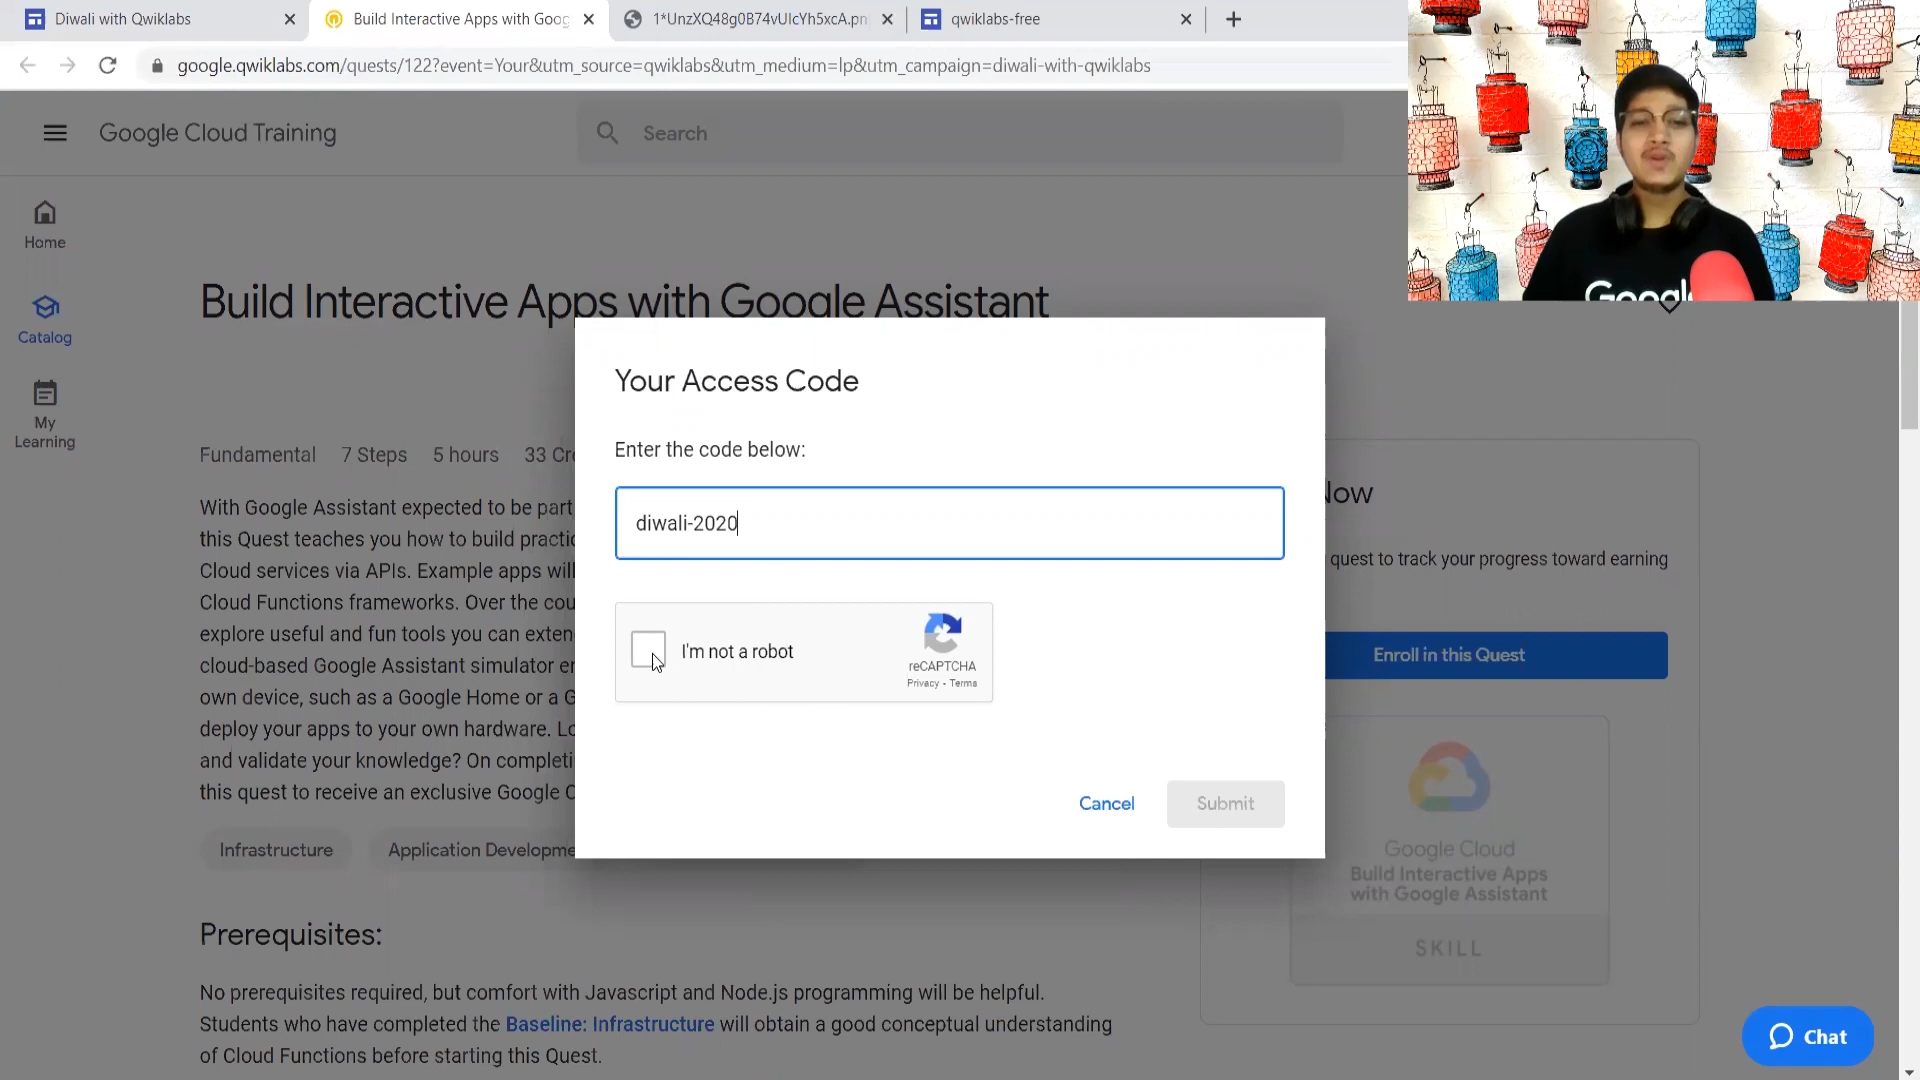 Diwali with Qwiklabs
Build Interactive Apps with Goog
1*UnzXQ48g0B74vUIcYh5xcA.pn
qwiklabs-free
google.qwiklabs.com/quests/122?event=Your&utm_source=qwiklabs&utm_medium=lp&utm_campaign=diwali-with-qwiklabs
Google Cloud Training
Search
Home
Catalog
My
Learning
Build Interactive Apps with Google Assistant
Fundamental 7 Steps 5 hours 33 Cre
With Google Assistant expected to be part
this Quest teaches you how to build practic
Cloud services via APIs. Example apps will
Cloud Functions frameworks. Over the cou
explore useful and fun tools you can exten
cloud-based Google Assistant simulator en
own device, such as a Google Home or a G
deploy your apps to your own hardware. Lo
and validate your knowledge? On completi
this quest to receive an exclusive Google C
Infrastructure
Application Developme
Prerequisites:
No prerequisites required, but comfort with Javascript and Node.js programming will be helpful.
Students who have completed the Baseline: Infrastructure will obtain a good conceptual understanding
of Cloud Functions before starting this Quest.
Your Access Code
Enter the code below:
diwali-2020
I'm not a robot
reCAPTCHA
Privacy - Terms
Cancel
Submit
Now
quest to track your progress toward earning
Enroll in this Quest
Google Cloud
Build Interactive Apps
with Google Assistant
SKILL
Chat
Google